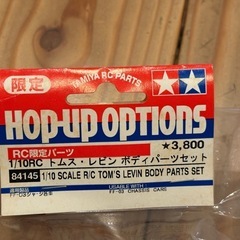 限定
TAMIYA RC PARTS
HOP-UP OPTIONS
RC限定パーツ
★3,800
1/10RC トムス・レビン ボディパーツセット
84145 1/10 SCALE R/C TOM'S LEVIN BODY PARTS SET
USABLE WITH:
FF-03 CHASSIS CARS